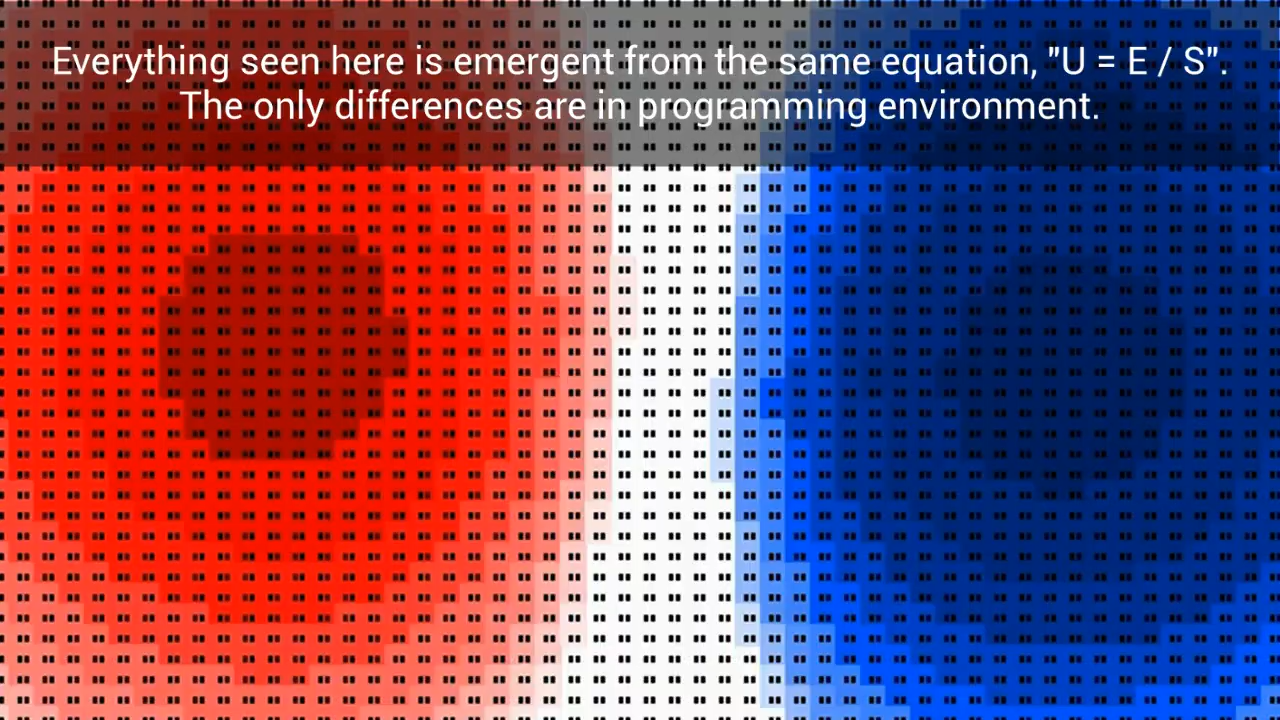 Everything seen here is emergent from the same equation, "U = E / S".
The only differences are in programming environment.